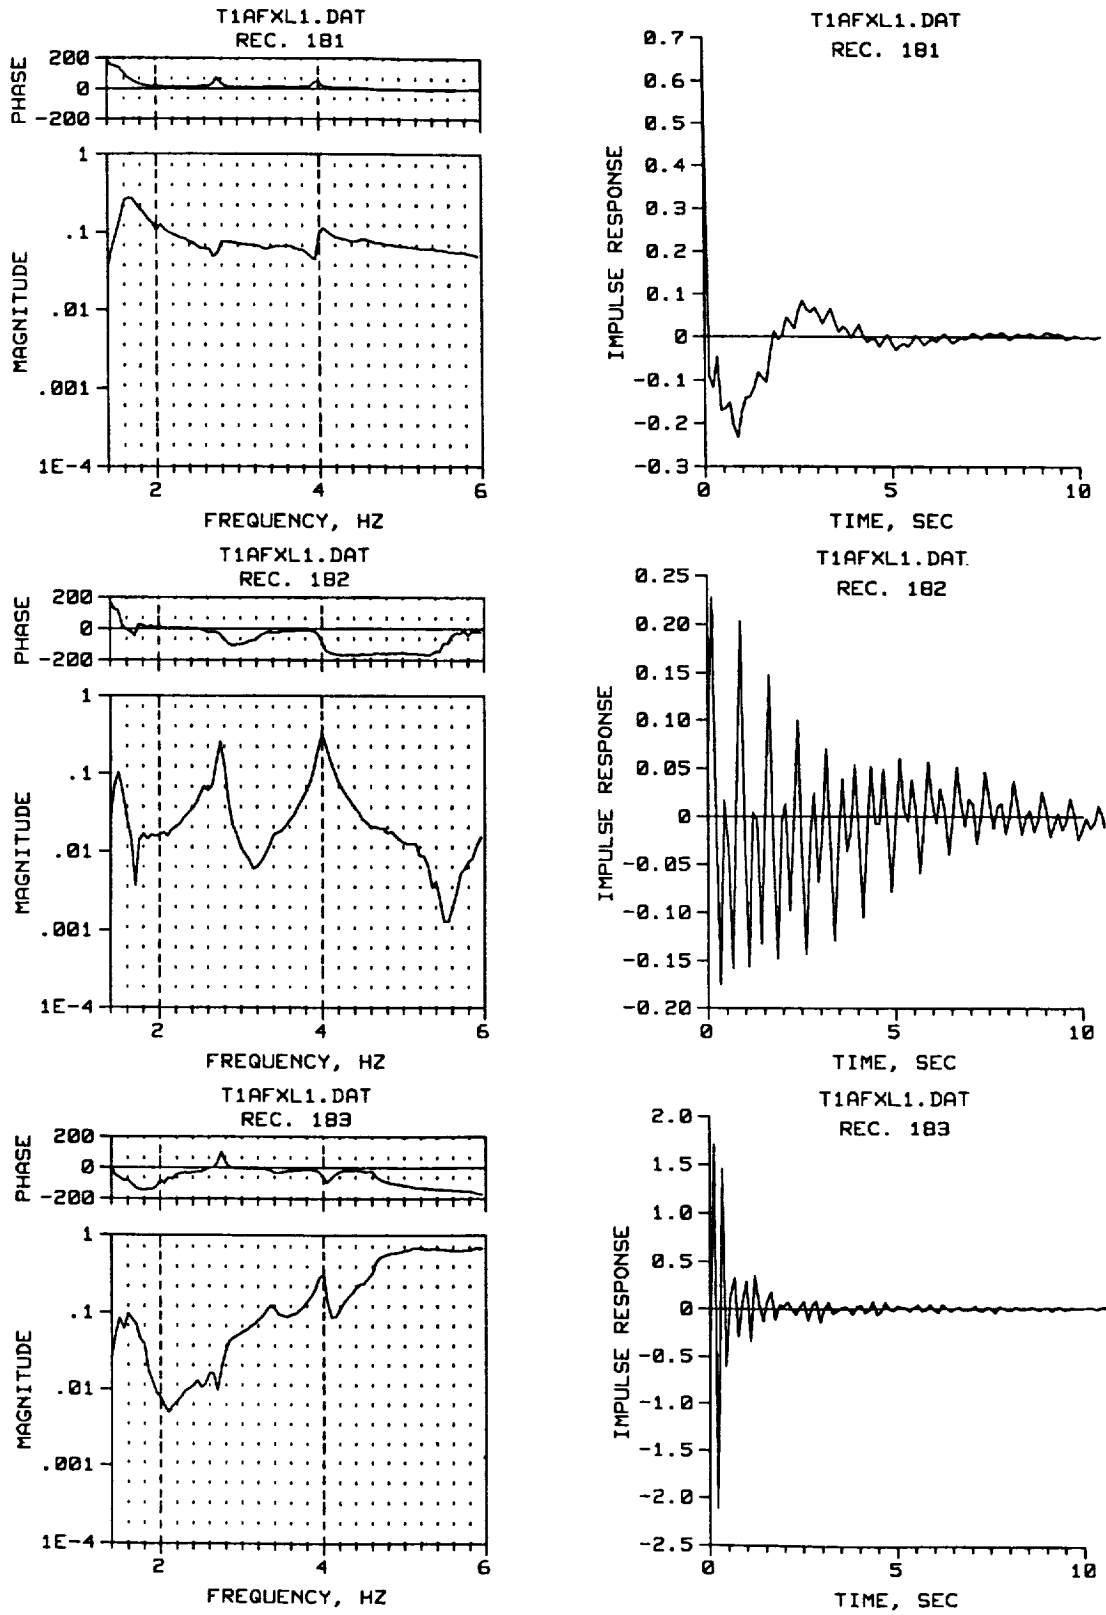 T1AFXL1.DAT
REC. 181
PHASE
200
0
-200
MAGNITUDE
1
.1
.01
.001
1E-4
2
4
6
FREQUENCY, HZ
T1AFXL1.DAT
REC. 181
IMPULSE RESPONSE
0.7
0.6
0.5
0.4
0.3
0.2
0.1
0
-0.1
-0.2
-0.3
0
5
10
TIME, SEC
T1AFXL1.DAT
REC. 182
PHASE
200
0
-200
MAGNITUDE
1
.1
.01
.001
1E-4
2
4
6
FREQUENCY, HZ
T1AFXL1.DAT.
REC. 182
IMPULSE RESPONSE
0.25
0.20
0.15
0.10
0.05
0
-0.05
-0.10
-0.15
-0.20
0
5
10
TIME, SEC
T1AFXL1.DAT
REC. 183
PHASE
200
0
-200
MAGNITUDE
1
.1
.01
.001
1E-4
2
4
6
FREQUENCY, HZ
T1AFXL1.DAT
REC. 183
IMPULSE RESPONSE
2.0
1.5
1.0
0.5
0
-0.5
-1.0
-1.5
-2.0
-2.5
0
5
10
TIME, SEC